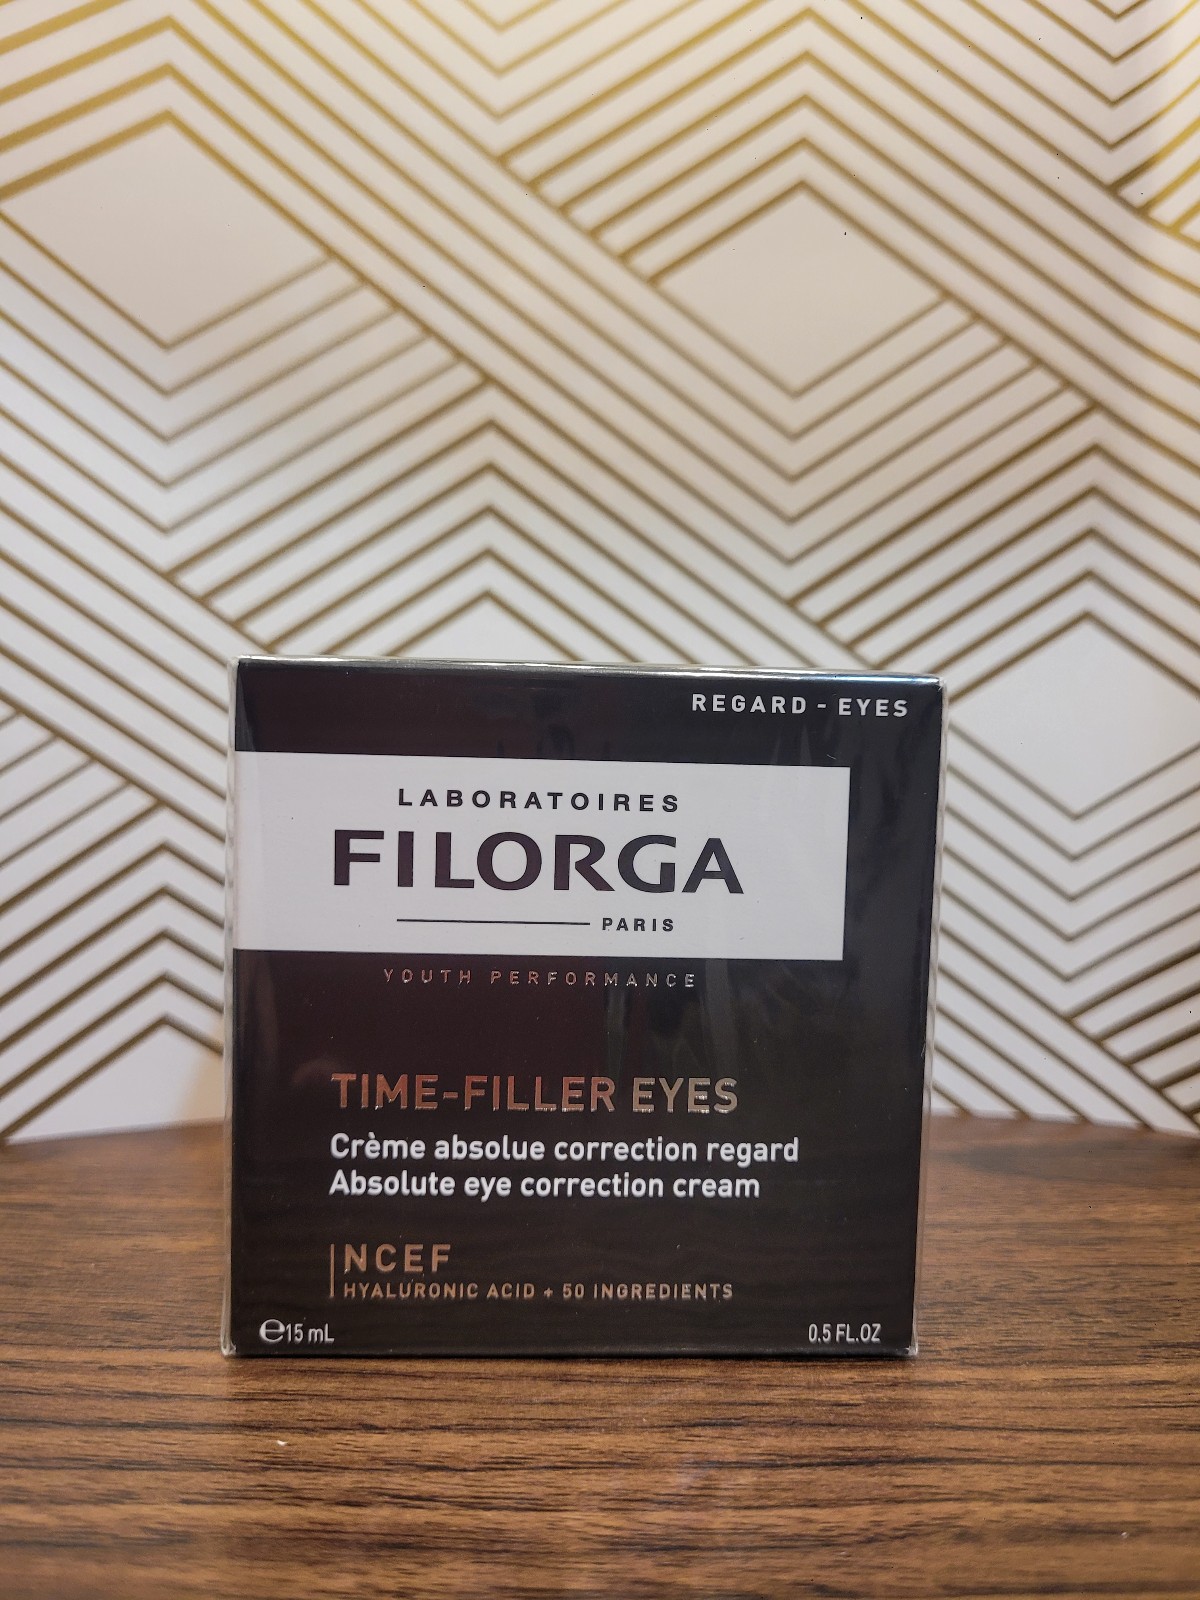 REGARD - EYES
LABORATOIRES
FILORGA
PARIS
YOUTH PERFORMANCE
TIME-FILLER EYES
Crème absolue correction regard
Absolute eye correction cream
NCEF
HYALURONIC ACID + 50 INGREDIENTS
℮15 mL
0.5 FL.OZ